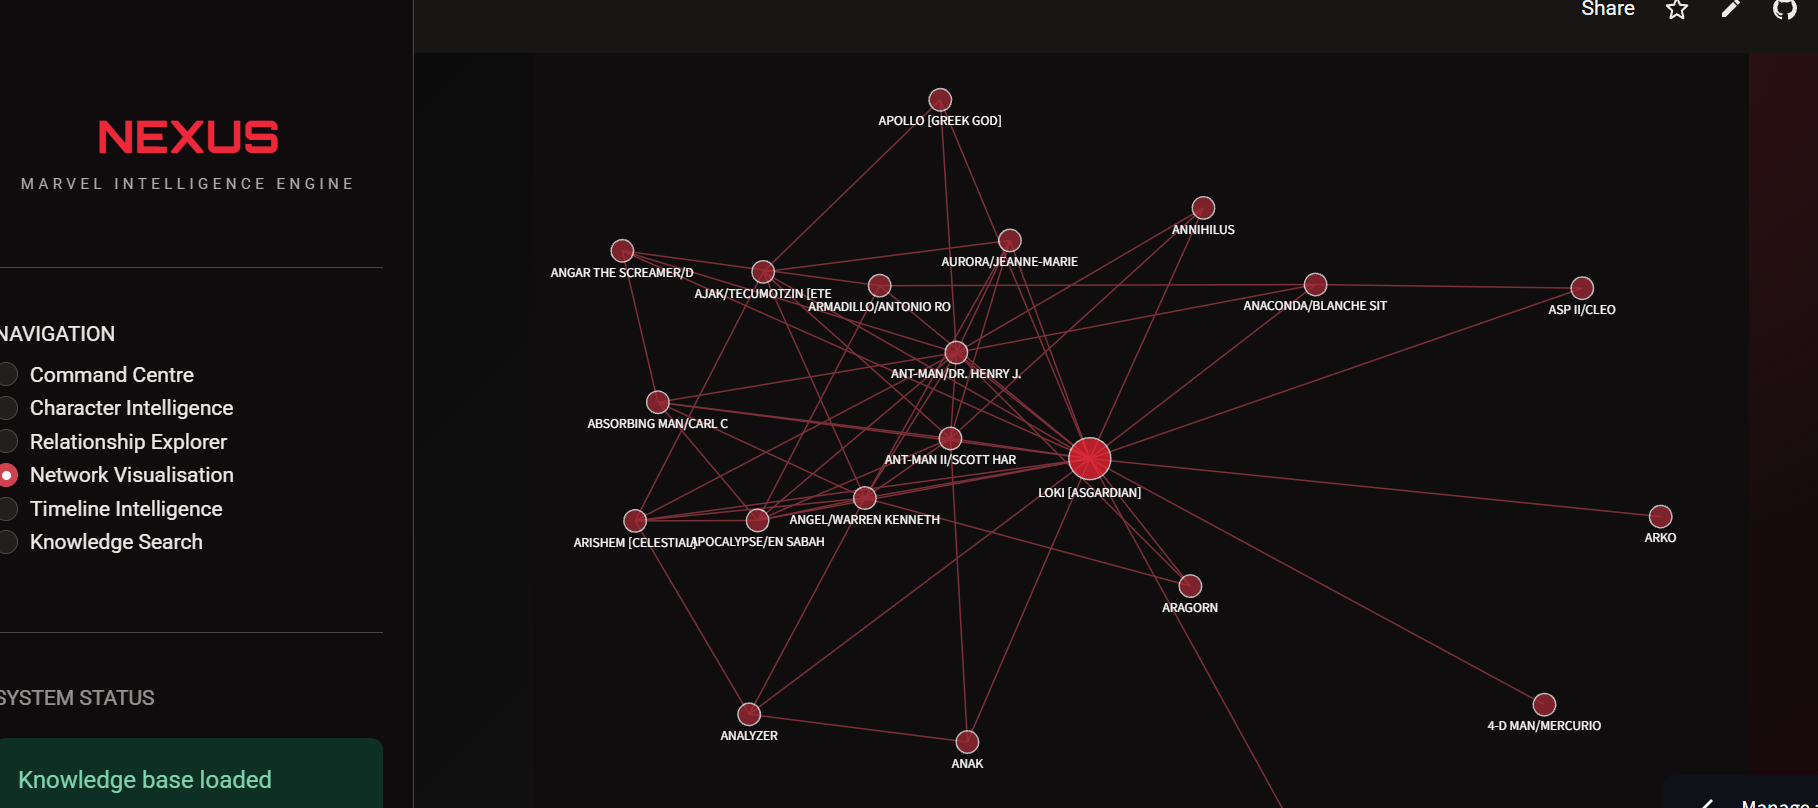 Share
NEXUS
MARVEL INTELLIGENCE ENGINE
NAVIGATION
Command Centre
Character Intelligence
Relationship Explorer
Network Visualisation
Timeline Intelligence
Knowledge Search
SYSTEM STATUS
Knowledge base loaded
APOLLO [GREEK GOD]
ANNIHILUS
AURORA/JEANNE-MARIE
ANGAR THE SCREAMER/D
AJAK/TECUMOTZIN [ETE
ARMADILLO/ANTONIO RO
ANACONDA/BLANCHE SIT
ASP II/CLEO
ANT-MAN/DR. HENRY J.
ABSORBING MAN/CARL C
ANT-MAN II/SCOTT HAR
LOKI [ASGARDIAN]
ANGEL/WARREN KENNETH
ARISHEM [CELESTIAL]
APOCALYPSE/EN SABAH
ARKO
ARAGORN
4-D MAN/MERCURIO
ANALYZER
ANAK
Manage